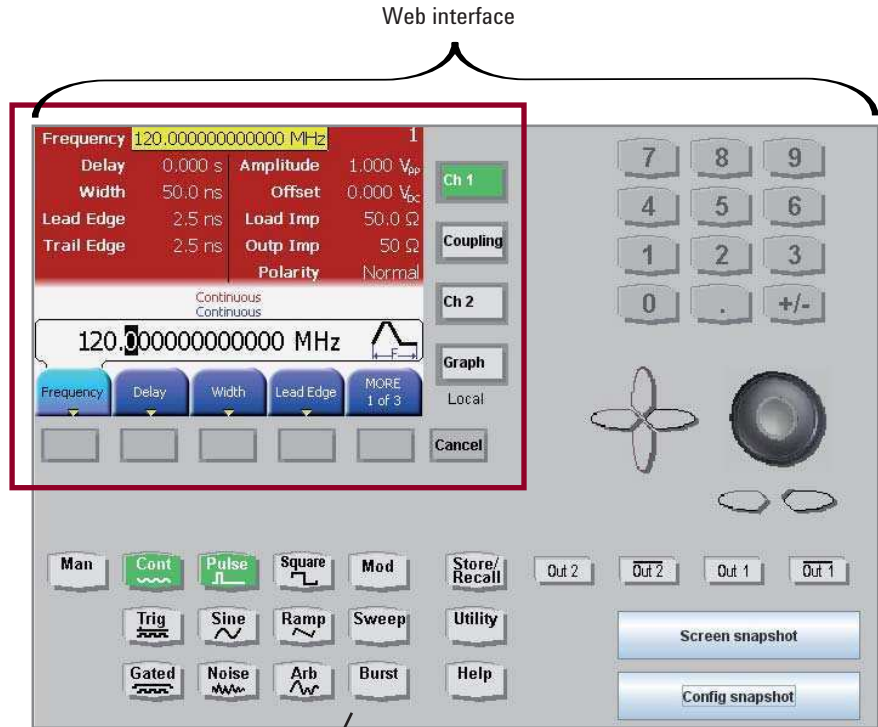 Web interface
Frequency 120.000000000000 MHz 1
Delay 0.000 s Amplitude 1.000 Vpp
Width 50.0 ns Offset 0.000 VDC
Lead Edge 2.5 ns Load Imp 50.0 Ω
Trail Edge 2.5 ns Outp Imp 50 Ω
Polarity Normal
Continuous
Continuous
120.000000000000 MHz
F
Frequency Delay Width Lead Edge MORE
1 of 3
Ch 1
Coupling
Ch 2
Graph
Local
Cancel
7 8 9
4 5 6
1 2 3
0 . +/-
Man Cont Pulse Square Mod Store/
Recall
Out 2 Out 2 Out 1 Out 1
Trig Sine Ramp Sweep Utility
Screen snapshot
Gated Noise Arb Burst Help
Config snapshot